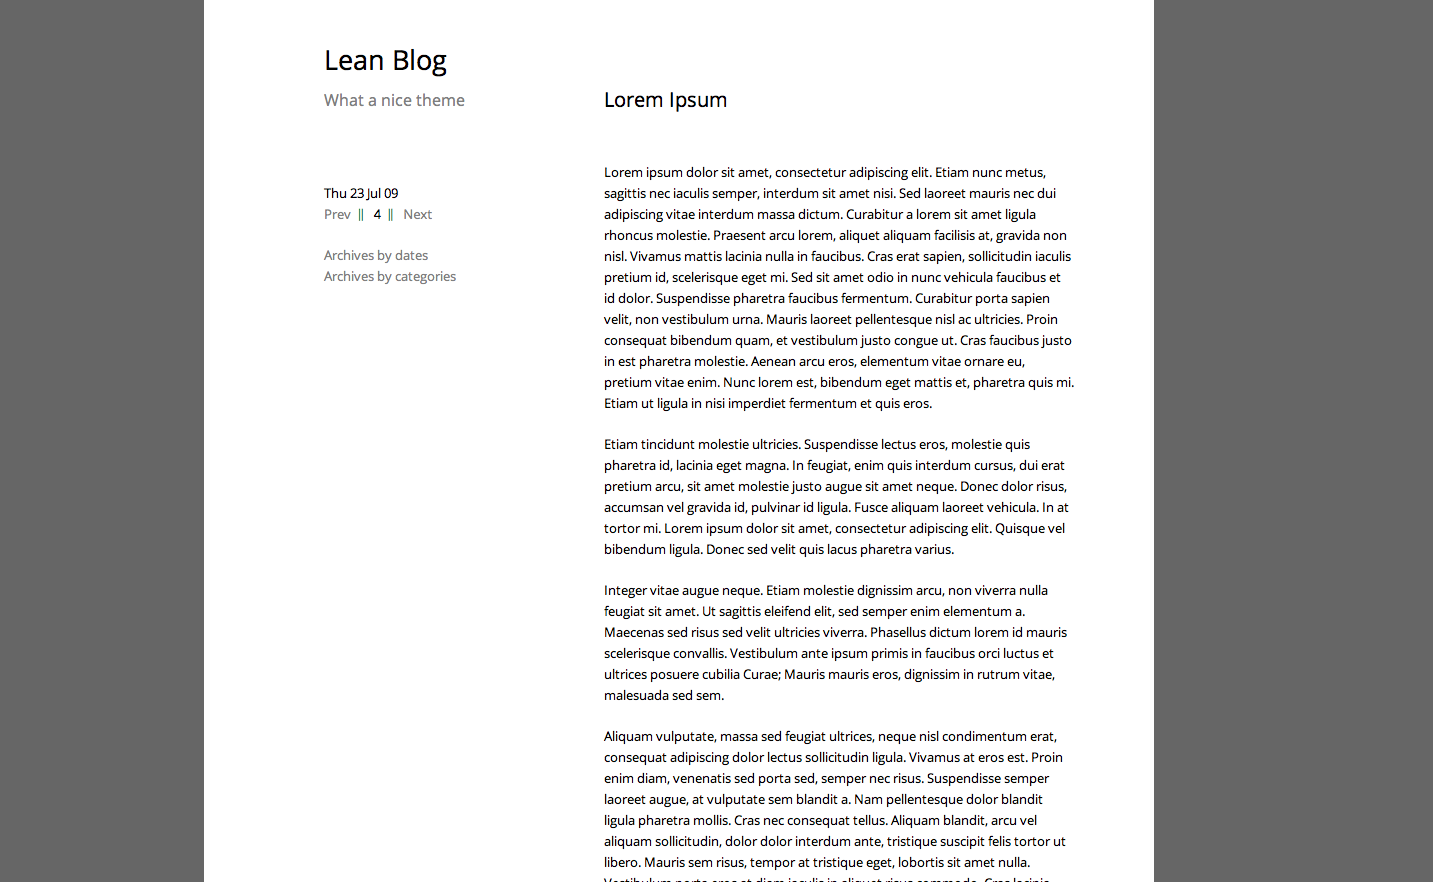 Lean Blog
What a nice theme
Thu 23 Jul 09
Prev || 4 || Next
Archives by dates
Archives by categories
Lorem Ipsum
Lorem ipsum dolor sit amet, consectetur adipiscing elit. Etiam nunc metus,
sagittis nec iaculis semper, interdum sit amet nisi. Sed laoreet mauris nec dui
adipiscing vitae interdum massa dictum. Curabitur a lorem sit amet ligula
rhoncus molestie. Praesent arcu lorem, aliquet aliquam facilisis at, gravida non
nisl. Vivamus mattis lacinia nulla in faucibus. Cras erat sapien, sollicitudin iaculis
pretium id, scelerisque eget mi. Sed sit amet odio in nunc vehicula faucibus et
id dolor. Suspendisse pharetra faucibus fermentum. Curabitur porta sapien
velit, non vestibulum urna. Mauris laoreet pellentesque nisl ac ultricies. Proin
consequat bibendum quam, et vestibulum justo congue ut. Cras faucibus justo
in est pharetra molestie. Aenean arcu eros, elementum vitae ornare eu,
pretium vitae enim. Nunc lorem est, bibendum eget mattis et, pharetra quis mi.
Etiam ut ligula in nisi imperdiet fermentum et quis eros.
Etiam tincidunt molestie ultricies. Suspendisse lectus eros, molestie quis
pharetra id, lacinia eget magna. In feugiat, enim quis interdum cursus, dui erat
pretium arcu, sit amet molestie justo augue sit amet neque. Donec dolor risus,
accumsan vel gravida id, pulvinar id ligula. Fusce aliquam laoreet vehicula. In at
tortor mi. Lorem ipsum dolor sit amet, consectetur adipiscing elit. Quisque vel
bibendum ligula. Donec sed velit quis lacus pharetra varius.
Integer vitae augue neque. Etiam molestie dignissim arcu, non viverra nulla
feugiat sit amet. Ut sagittis eleifend elit, sed semper enim elementum a.
Maecenas sed risus sed velit ultricies viverra. Phasellus dictum lorem id mauris
scelerisque convallis. Vestibulum ante ipsum primis in faucibus orci luctus et
ultrices posuere cubilia Curae; Mauris mauris eros, dignissim in rutrum vitae,
malesuada sed sem.
Aliquam vulputate, massa sed feugiat ultrices, neque nisl condimentum erat,
consequat adipiscing dolor lectus sollicitudin ligula. Vivamus at eros est. Proin
enim diam, venenatis sed porta sed, semper nec risus. Suspendisse semper
laoreet augue, at vulputate sem blandit a. Nam pellentesque dolor blandit
ligula pharetra mollis. Cras nec consequat tellus. Aliquam blandit, arcu vel
aliquam sollicitudin, dolor dolor interdum ante, tristique suscipit felis tortor ut
libero. Mauris sem risus, tempor at tristique eget, lobortis sit amet nulla.